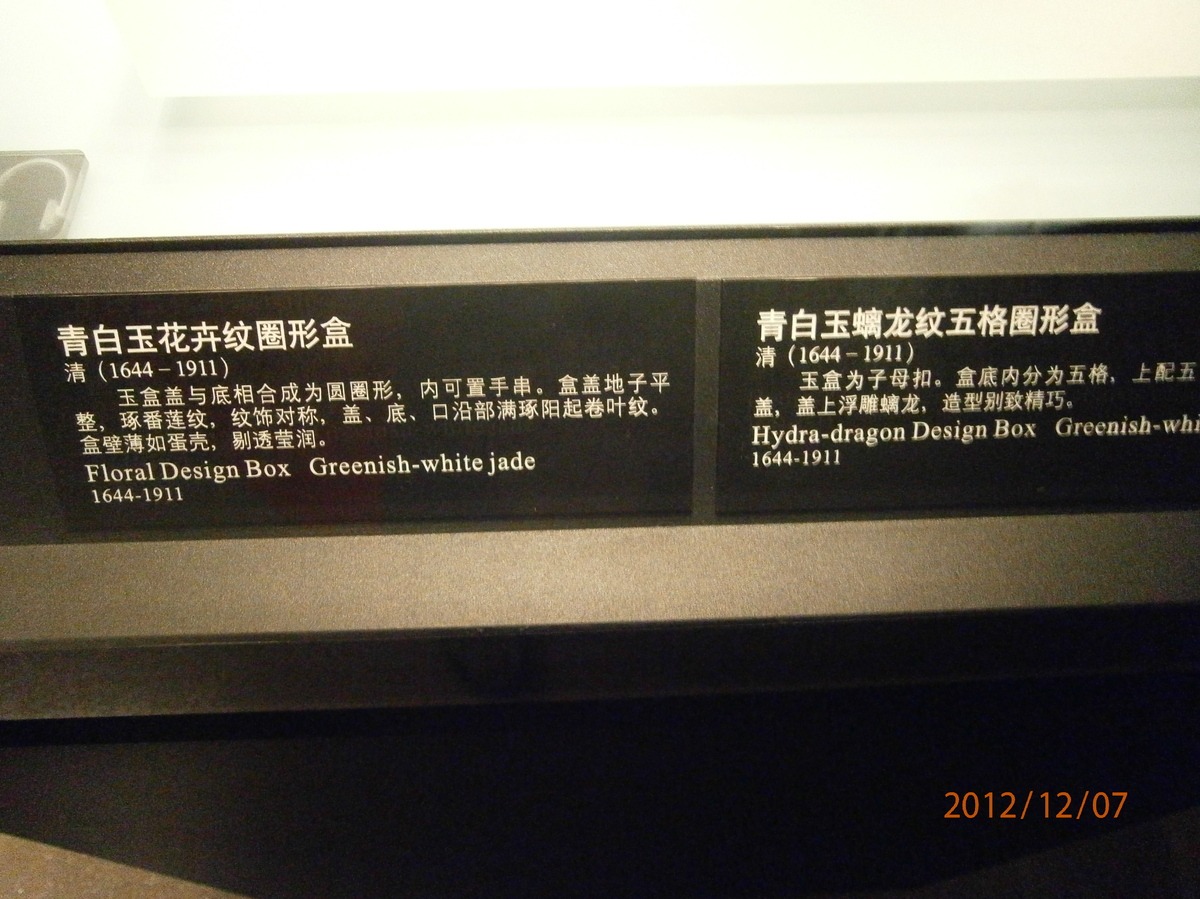 青白玉花卉纹圈形盒
清（1644－1911）
玉盒盖与底相合成为圆圈形，内可置手串。盒盖地子平
整，琢番莲纹，纹饰对称，盖、底、口沿部满琢阳起卷叶纹。
盒壁薄如蛋壳，剔透莹润。
Floral Design Box Greenish-white jade
1644-1911
青白玉螭龙纹五格圈形盒
清（1644－1911）
玉盒为子母扣。盒底内分为五格，上配五
盖，盖上浮雕螭龙，造型别致精巧。
Hydra-dragon Design Box Greenish-whi
1644-1911
2012/12/07